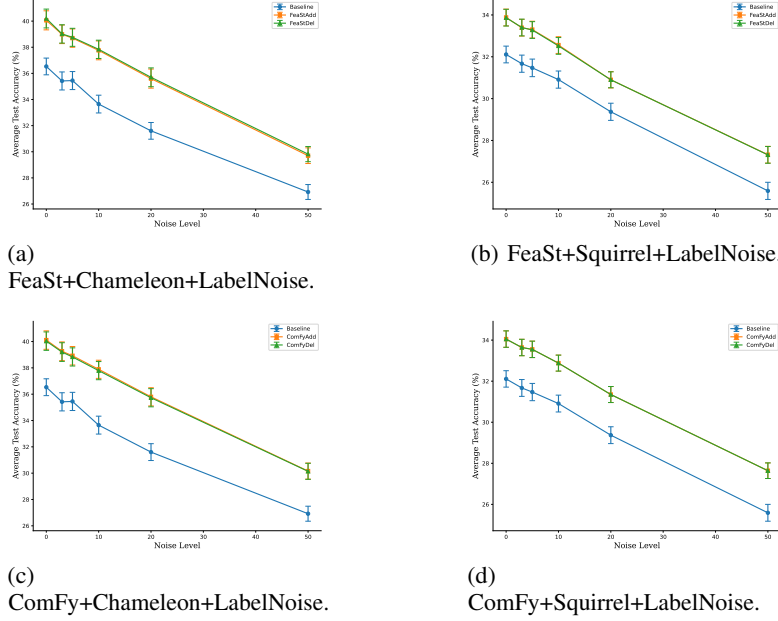 Baseline
FeaStAdd
FeaStDel
Average Test Accuracy (%)
40
38
36
34
32
30
28
26
0
10
20
30
40
50
Noise Level
(a)
FeaSt+Chameleon+LabelNoise.
Baseline
FeaStAdd
FeaStDel
Average Test Accuracy (%)
34
32
30
28
26
0
10
20
30
40
50
Noise Level
(b) FeaSt+Squirrel+LabelNoise.
Baseline
ComFyAdd
ComFyDel
Average Test Accuracy (%)
40
38
36
34
32
30
28
26
0
10
20
30
40
50
Noise Level
(c)
ComFy+Chameleon+LabelNoise.
Baseline
ComFyAdd
ComFyDel
Average Test Accuracy (%)
34
32
30
28
26
0
10
20
30
40
50
Noise Level
(d)
ComFy+Squirrel+LabelNoise.